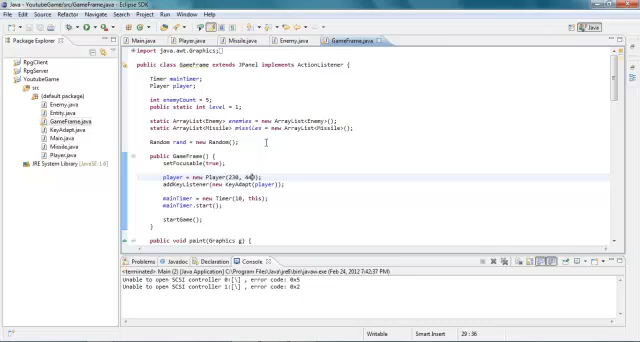 Java - YoutubeGame/src/GameFrame.java - Eclipse SDK
File Edit Source Refactor Navigate Search Project Run Window Help
Java
Package Explorer
Main.java Player.java Missile.java Enemy.java GameFrame.java
RpgClient
RpgServer
YoutubeGame
src
(default package)
Enemy.java
Entity.java
GameFrame.java
KeyAdapt.java
Main.java
Missile.java
Player.java
JRE System Library [JavaSE-1.6]
import java.awt.Graphics;
public class GameFrame extends JPanel implements ActionListener {
Timer mainTimer;
Player player;
int enemyCount = 5;
public static int level = 1;
static ArrayList<Enemy> enemies = new ArrayList<Enemy>();
static ArrayList<Missile> missiles = new ArrayList<Missile>();
Random rand = new Random();
public GameFrame() {
setFocusable(true);
player = new Player(230, 440);
addKeyListener(new KeyAdapt(player));
mainTimer = new Timer(10, this);
mainTimer.start();
startGame();
}
public void paint(Graphics g) {
Problems Javadoc Declaration Console
<terminated> Main (2) [Java Application] C:\Program Files\Java\jre6\bin\javaw.exe (Feb 24, 2012 7:42:37 PM)
Unable to open SCSI controller 0:[\] , error code: 0x5
Unable to open SCSI controller 1:[\] , error code: 0x2
Writable Smart Insert 29 : 36